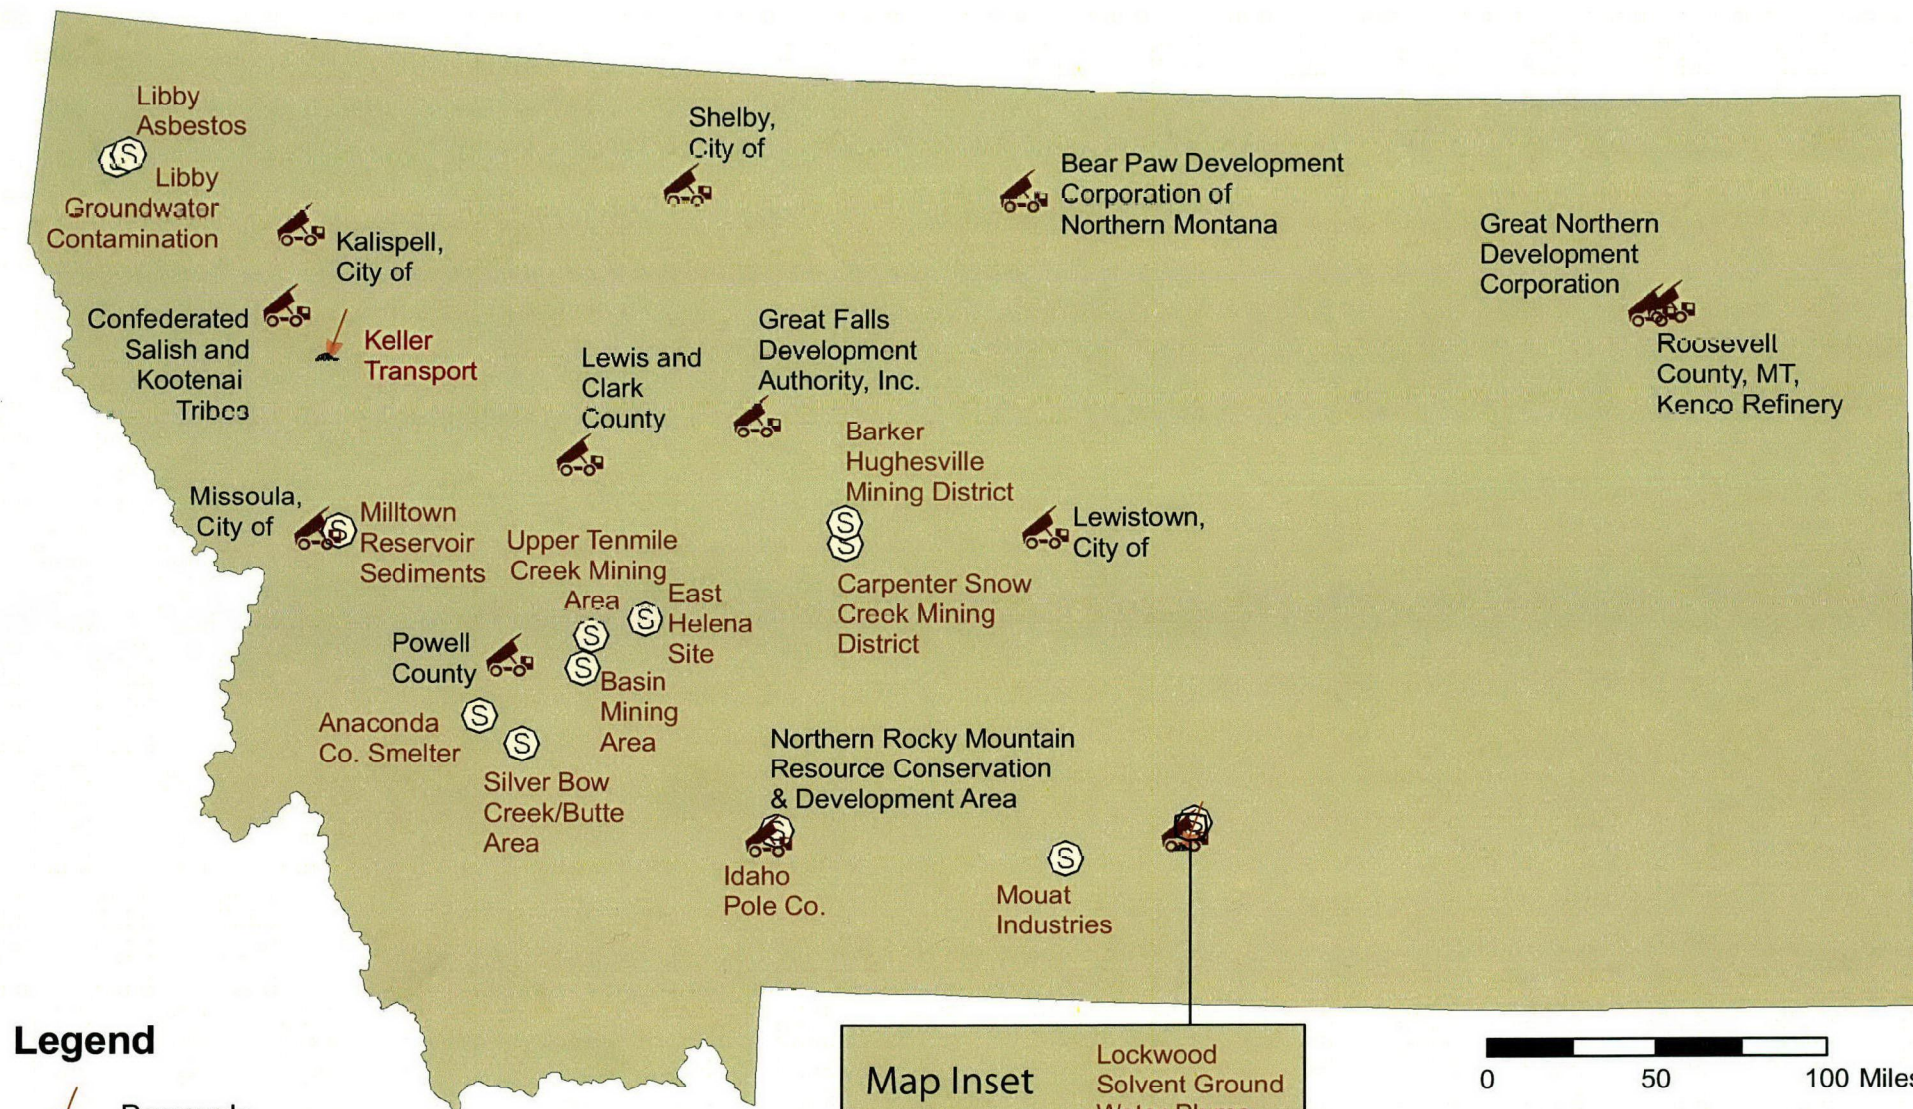 Libby
Asbestos
Libby
Groundwater
Contamination
Kalispell,
City of
Shelby,
City of
Bear Paw Development
Corporation of
Northern Montana
Great Northern
Development
Corporation
Roosevelt
County, MT,
Kenco Refinery
Confederated
Salish and
Kootenai
Tribes
Keller
Transport
Lewis and
Clark
County
Great Falls
Development
Authority, Inc.
Barker
Hughesville
Mining District
Missoula,
City of
S
Milltown
Reservoir
Sediments
Upper Tenmile
Creek Mining
Area
S
S
East
Helena
Site
S
S
Carpenter Snow
Creek Mining
District
Lewistown,
City of
Powell
County
S
Basin
Mining
Area
Anaconda
Co. Smelter
S
S
Silver Bow
Creek/Butte
Area
Northern Rocky Mountain
Resource Conservation
& Development Area
Idaho
Pole Co.
S
Mouat
Industries
Legend
Map Inset
Lockwood
Solvent Ground
0 50 100 Miles